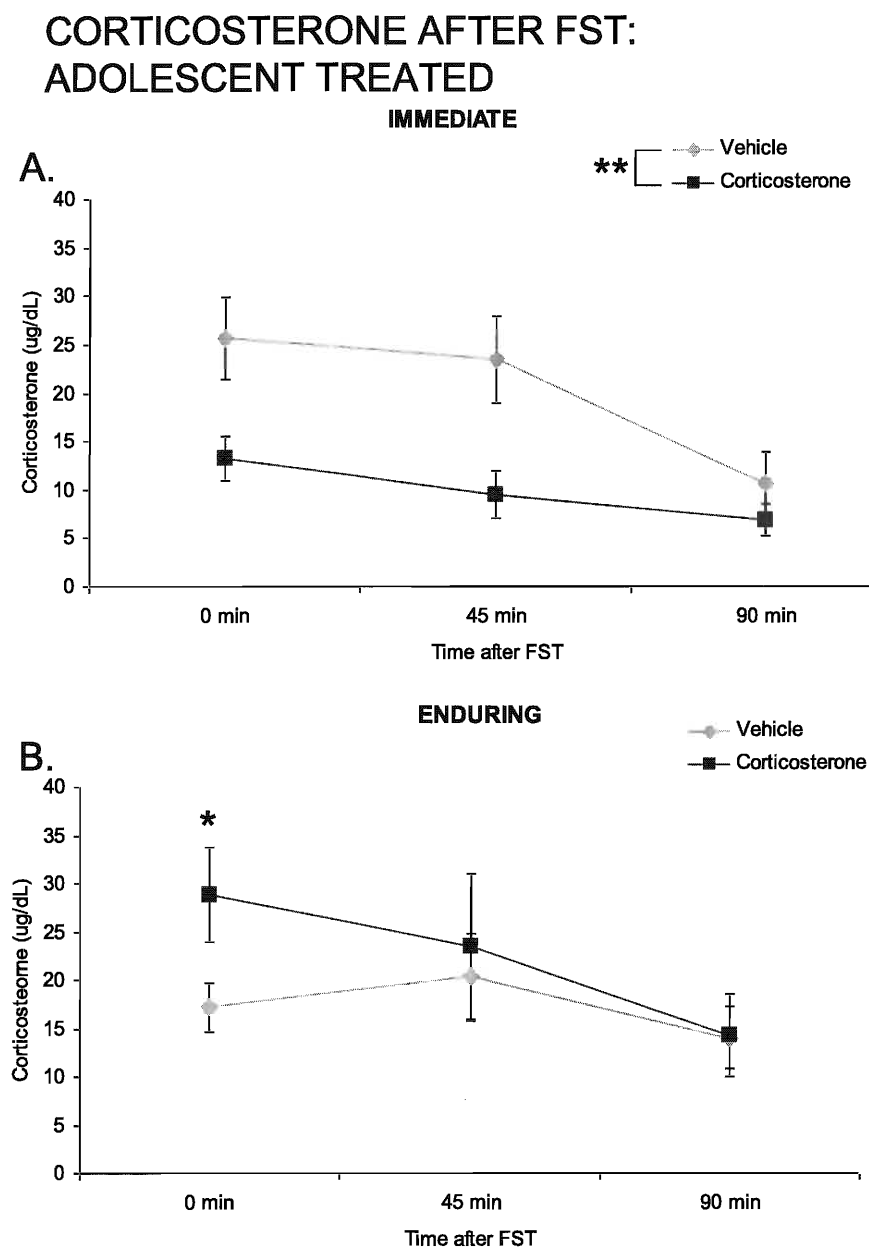 CORTICOSTERONE AFTER FST:
ADOLESCENT TREATED
IMMEDIATE
A.
** Vehicle
Corticosterone
40
35
30
25
20
15
10
5
0
Corticosterone (ug/dL)
0 min 45 min 90 min
Time after FST
ENDURING
B.
Vehicle
Corticosterone
40
35
30
25
20
15
10
5
0
*
Corticosteorne (ug/dL)
0 min 45 min 90 min
Time after FST